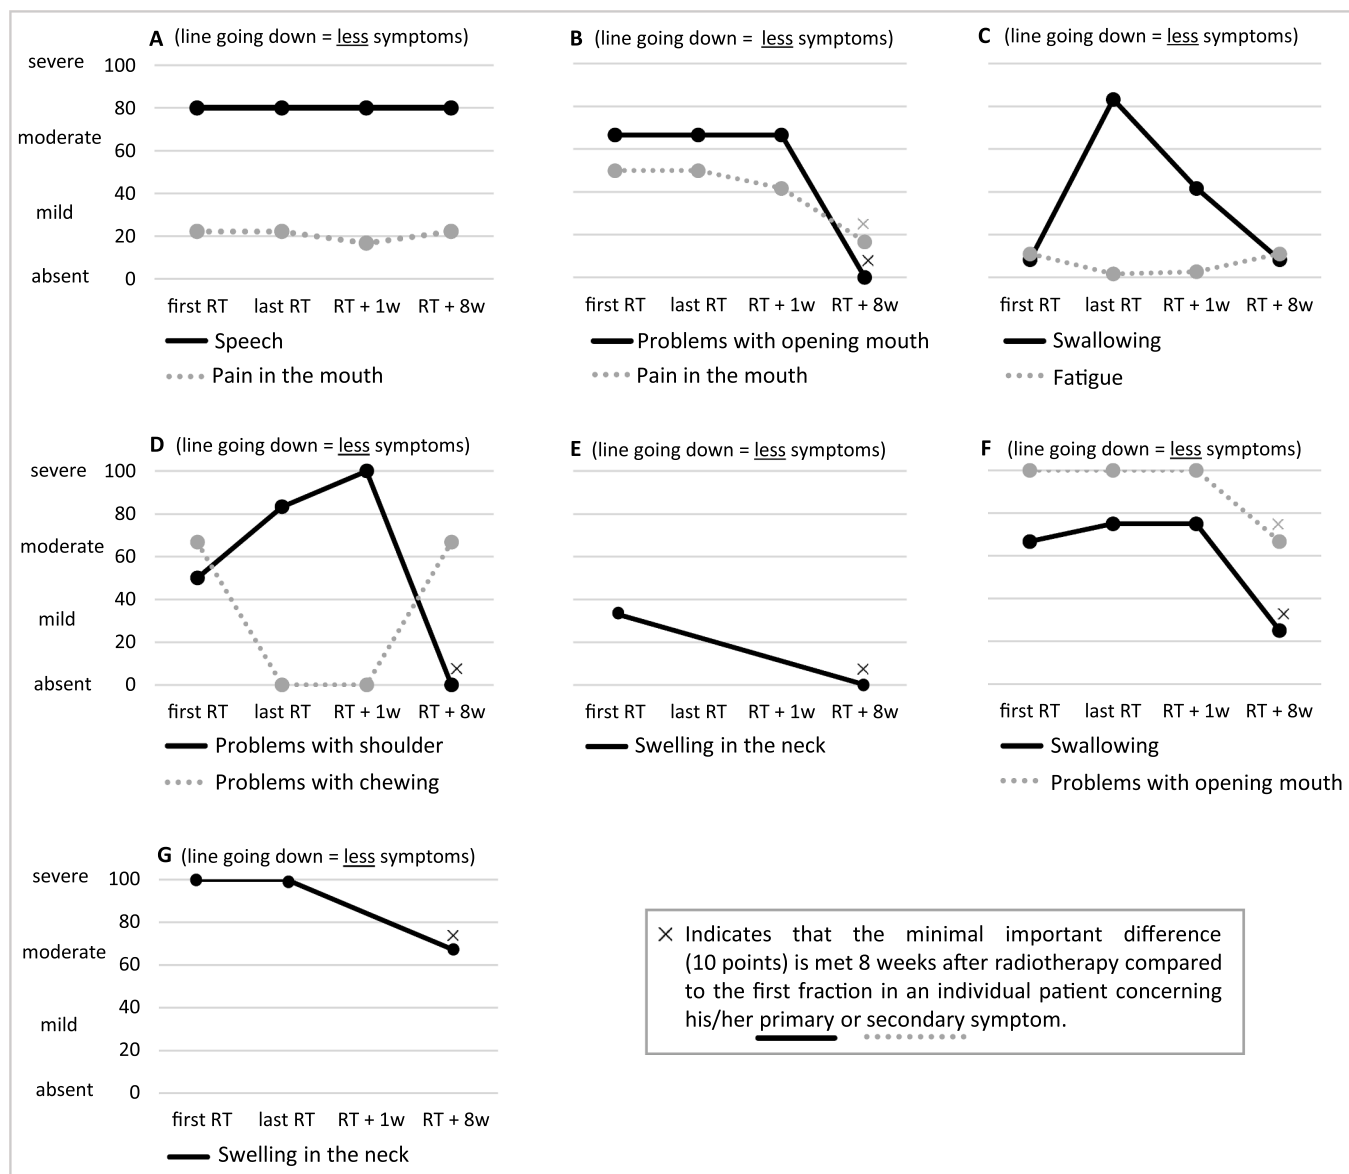 A (line going down = less symptoms)
B (line going down = less symptoms)
C (line going down = less symptoms)
severe 100
80
moderate
60
40
mild
20
absent 0
first RT last RT RT + 1w RT + 8w
first RT last RT RT + 1w RT + 8w
first RT last RT RT + 1w RT + 8w
Speech
Pain in the mouth
Problems with opening mouth
Pain in the mouth
Swallowing
Fatigue
D (line going down = less symptoms)
E (line going down = less symptoms)
F (line going down = less symptoms)
severe 100
80
moderate
60
40
mild
20
absent 0
first RT last RT RT + 1w RT + 8w
first RT last RT RT + 1w RT + 8w
first RT last RT RT + 1w RT + 8w
Problems with shoulder
Problems with chewing
Swelling in the neck
Swallowing
Problems with opening mouth
G (line going down = less symptoms)
severe 100
80
moderate
60
40
mild
20
absent 0
first RT last RT RT + 1w RT + 8w
Swelling in the neck
× Indicates that the minimal important difference
(10 points) is met 8 weeks after radiotherapy compared
to the first fraction in an individual patient concerning
his/her primary or secondary symptom.